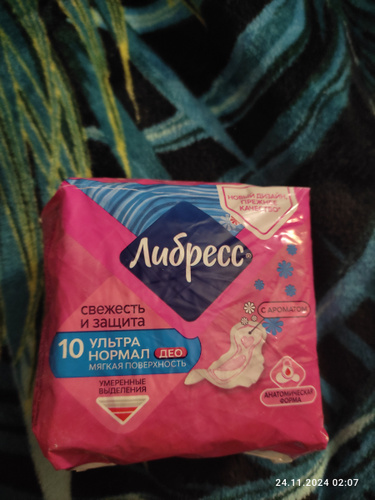 НОВЫЙ ДИЗАЙН
ПРЕЖНЕЕ
КАЧЕСТВО!
Либресс®
свежесть
и защита
С АРОМАТОМ
10 УЛЬТРА
НОРМАЛ ДЕО
МЯГКАЯ ПОВЕРХНОСТЬ
УМЕРЕННЫЕ
ВЫДЕЛЕНИЯ
АНАТОМИЧЕСКАЯ
ФОРМА
24.11.2024 02:07